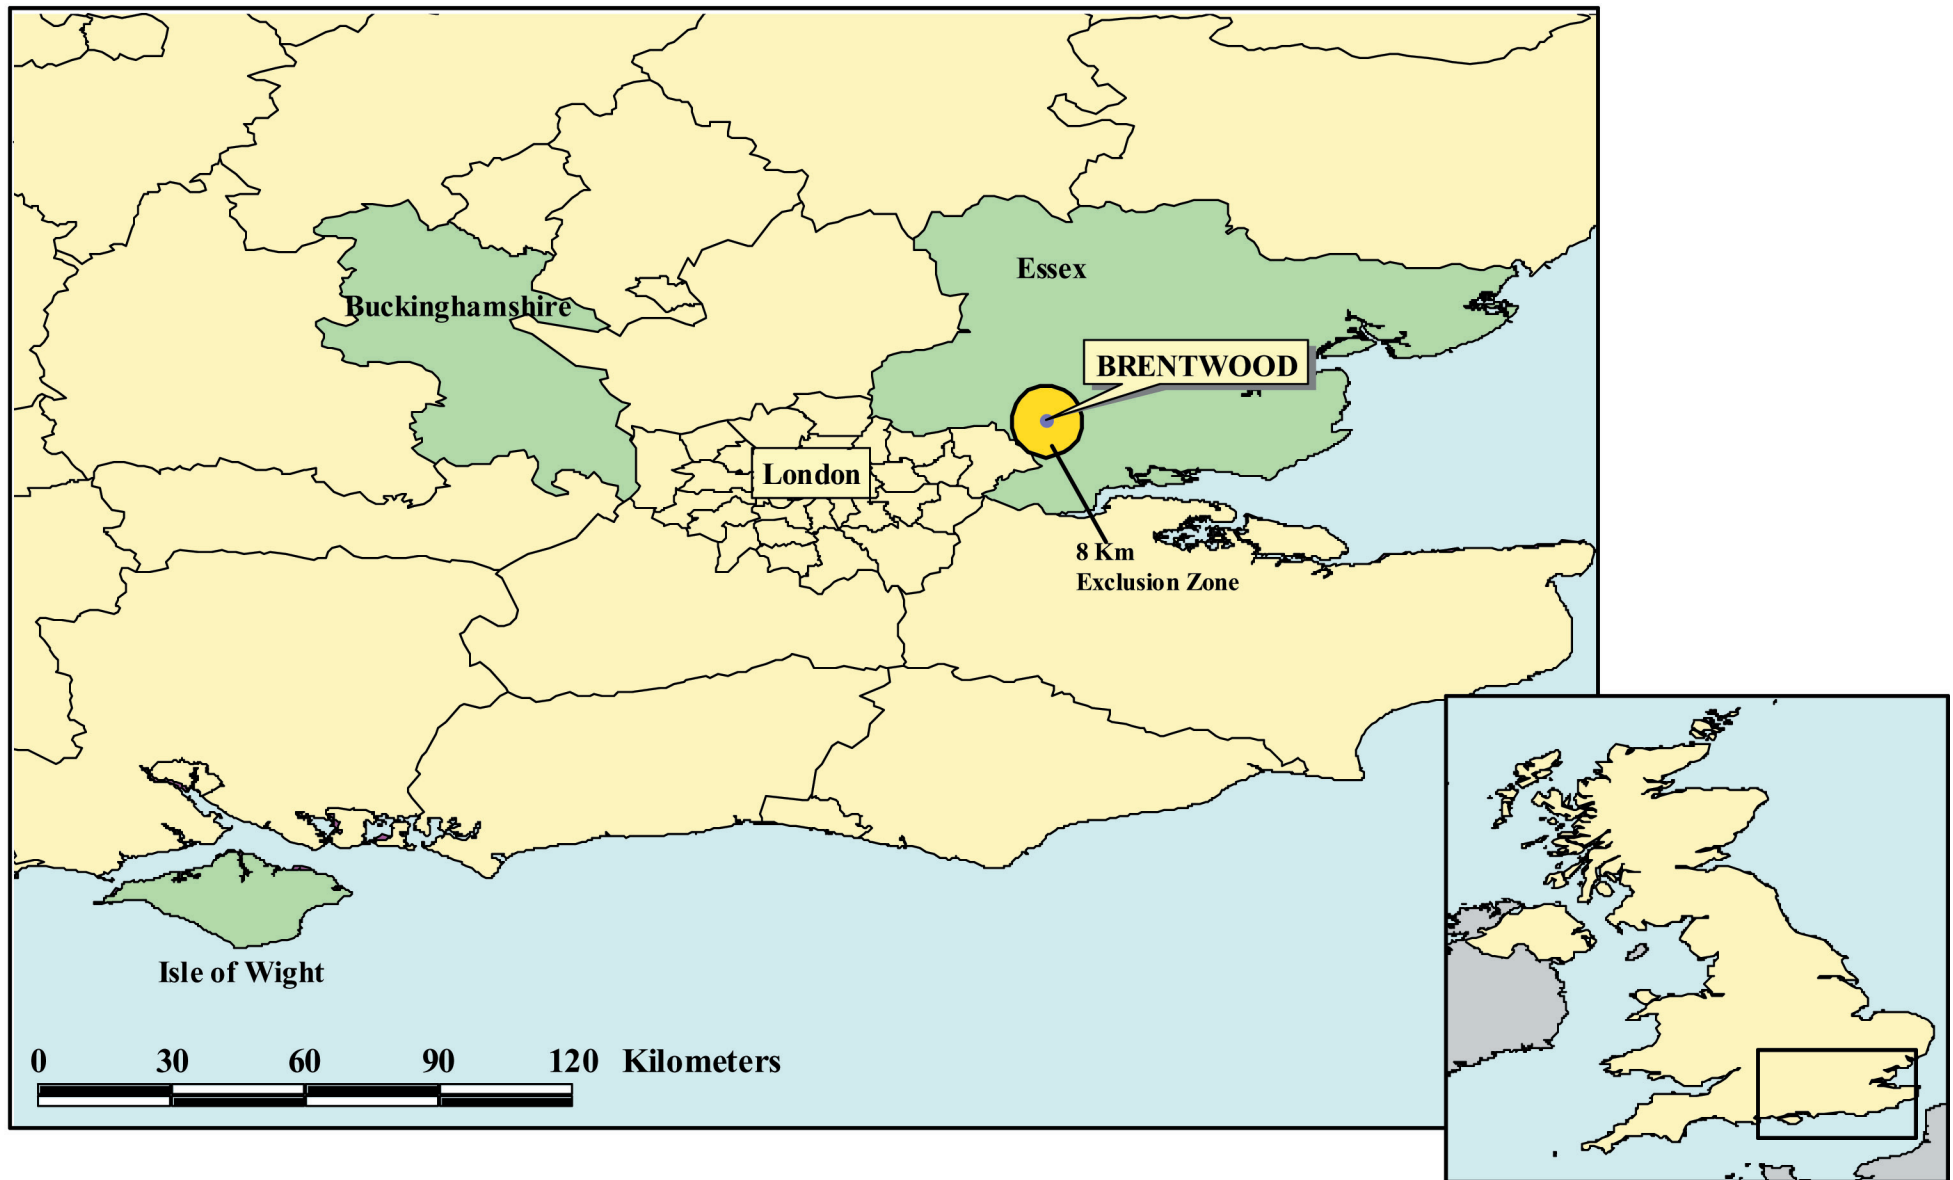 Essex
Buckinghamshire
BRENTWOOD
London
8 Km
Exclusion Zone
Isle of Wight
0 30 60 90 120 Kilometers